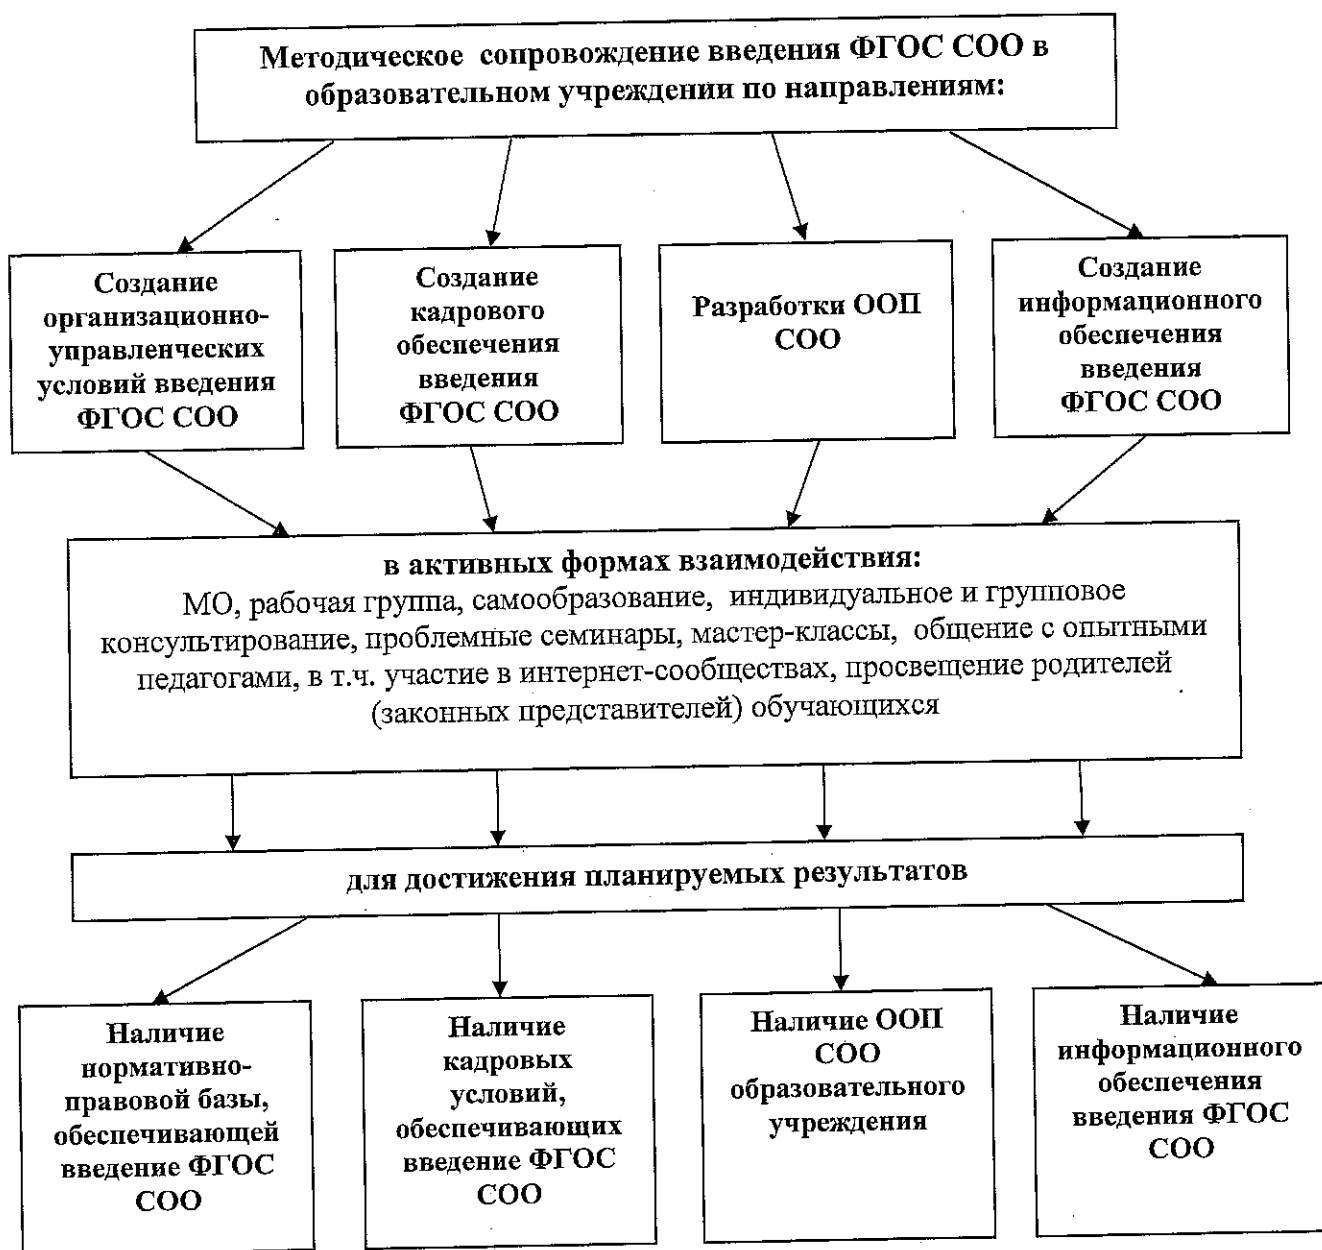 Методическое сопровождение введения ФГОС СОО в
образовательном учреждении по направлениям:
Создание
организационно-
управленческих
условий введения
ФГОС СОО
Создание
кадрового
обеспечения
введения
ФГОС СОО
Разработки ООП
СОО
Создание
информационного
обеспечения
введения
ФГОС СОО
в активных формах взаимодействия:
МО, рабочая группа, самообразование, индивидуальное и групповое
консультирование, проблемные семинары, мастер-классы, общение с опытными
педагогами, в т.ч. участие в интернет-сообществах, просвещение родителей
(законных представителей) обучающихся
для достижения планируемых результатов
Наличие
нормативно-
правовой базы,
обеспечивающей
введение ФГОС
СОО
Наличие
кадровых
условий,
обеспечивающих
введение ФГОС
СОО
Наличие ООП
СОО
образовательного
учреждения
Наличие
информационного
обеспечения
введения ФГОС
СОО